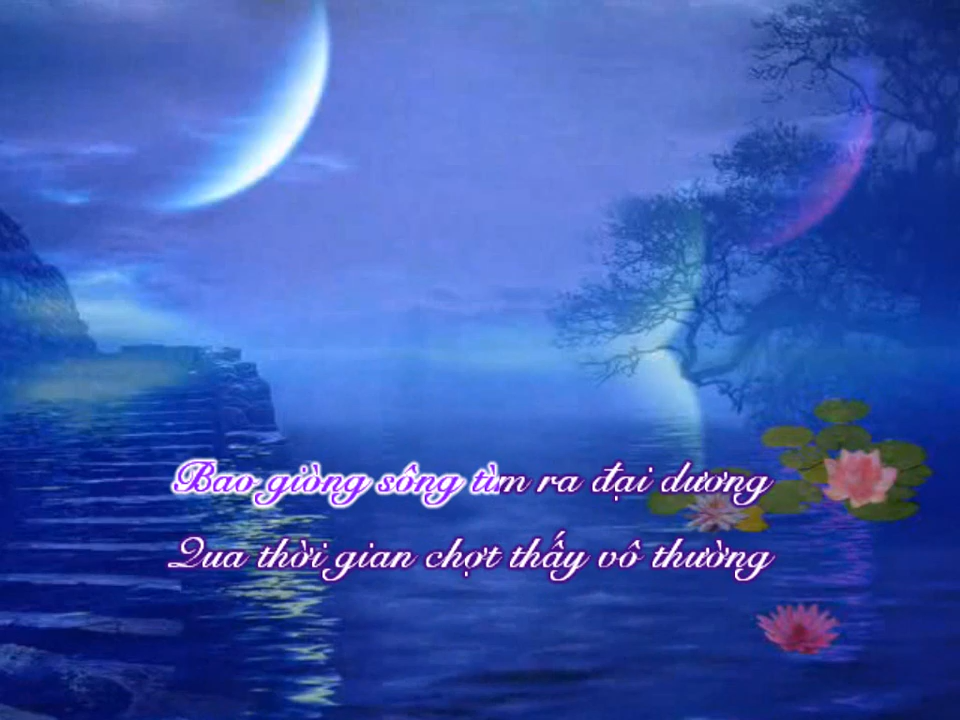 Bao giòng sông tìm ra đại dương
Qua thời gian chợt thấy vô thường